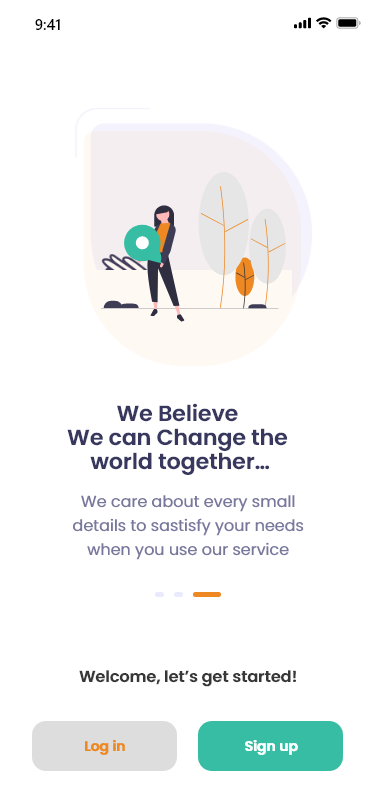 9:41
We Believe
We can Change the
world together...
We care about every small
details to sastisfy your needs
when you use our service
Welcome, let’s get started!
Log in
Sign up